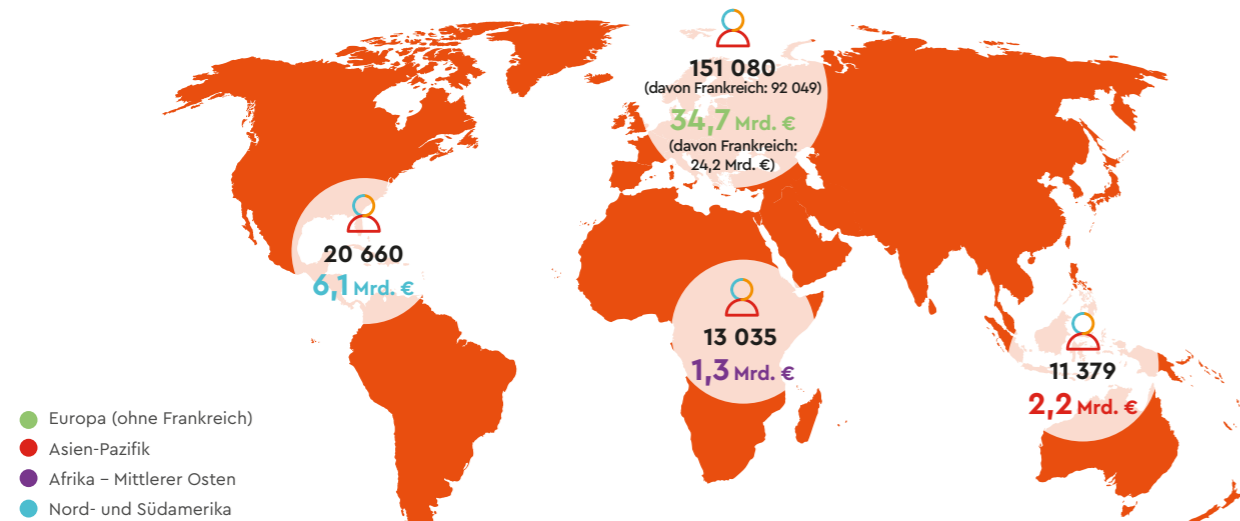 151 080
(davon Frankreich: 92 049)
34,7 Mrd. €
(davon Frankreich:
24,2 Mrd. €)
20 660
6,1 Mrd. €
13 035
1,3 Mrd. €
11 379
2,2 Mrd. €
Europa (ohne Frankreich)
Asien-Pazifik
Afrika – Mittlerer Osten
Nord- und Südamerika